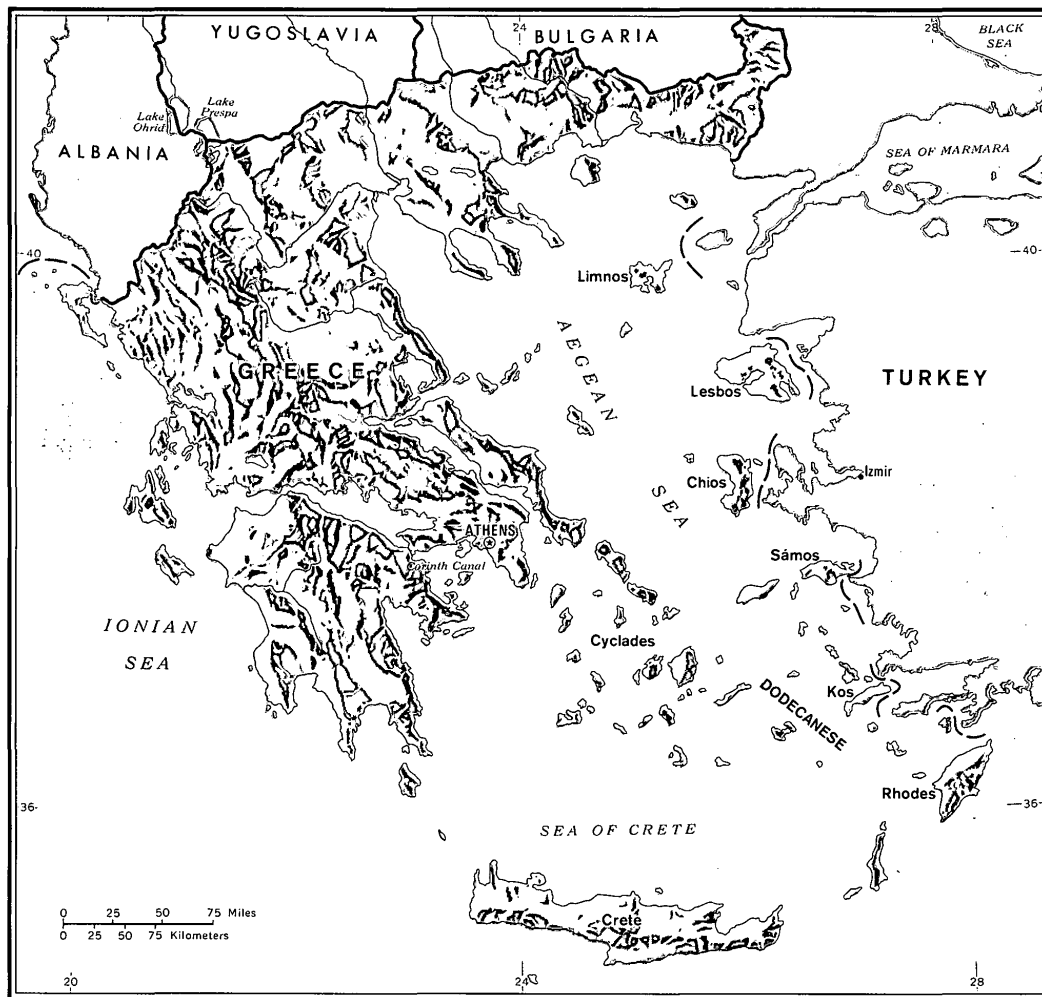 24
28
YUGOSLAVIA
BULGARIA
BLACK
SEA
Lake
Prespa
Lake
Ohrid
ALBANIA
SEA OF MARMARA
40
40
Limnos
AEGEAN
SEA
GREECE
TURKEY
Lesbos
Chios
Izmir
ATHENS
Corinth Canal
Sámos
IONIAN
SEA
Cyclades
Kos
DODECANESE
Rhodes
36
36
SEA OF CRETE
Crete
0 25 50 75 Miles
0 25 50 75 Kilometers
20
24
28